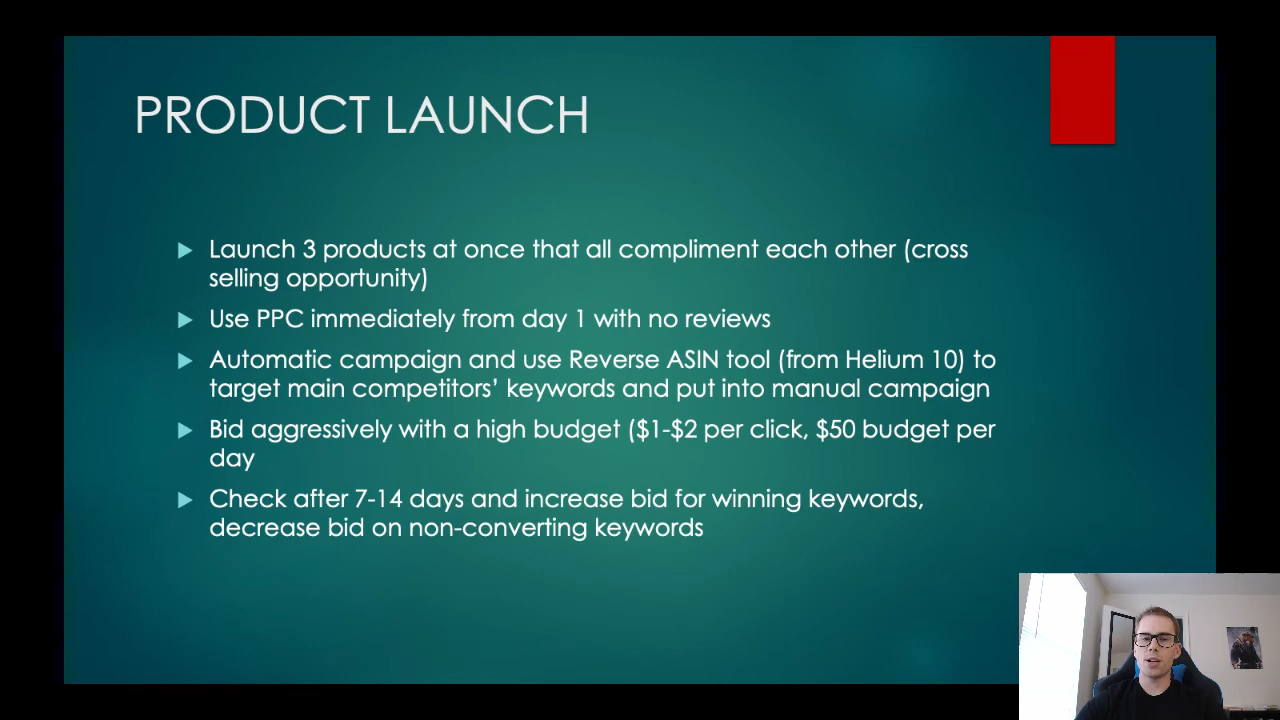 PRODUCT LAUNCH
Launch 3 products at once that all compliment each other (cross
selling opportunity)
Use PPC immediately from day 1 with no reviews
Automatic campaign and use Reverse ASIN tool (from Helium 10) to
target main competitors’ keywords and put into manual campaign
Bid aggressively with a high budget ($1-$2 per click, $50 budget per
day
Check after 7-14 days and increase bid for winning keywords,
decrease bid on non-converting keywords